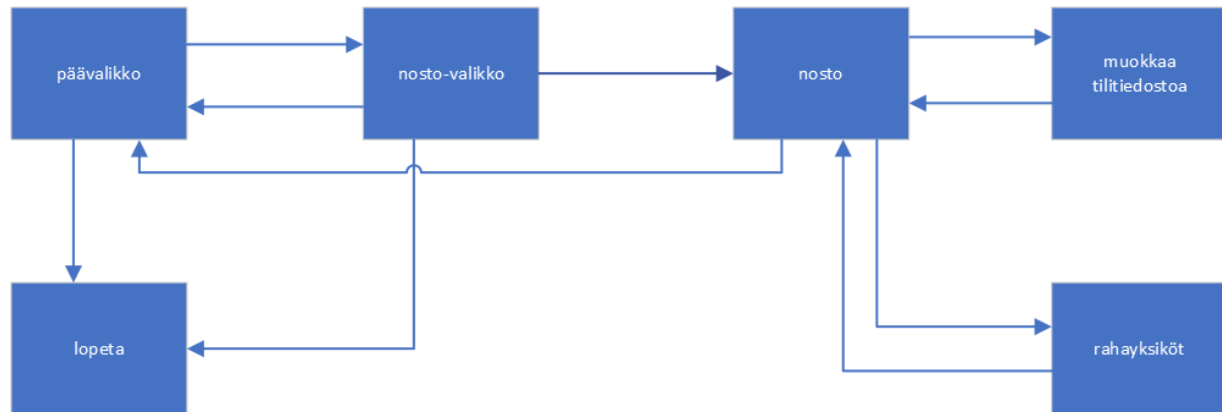 päävalikko
nosto-valikko
nosto
muokkaa
tilitiedostoa
lopeta
rahayksiköt